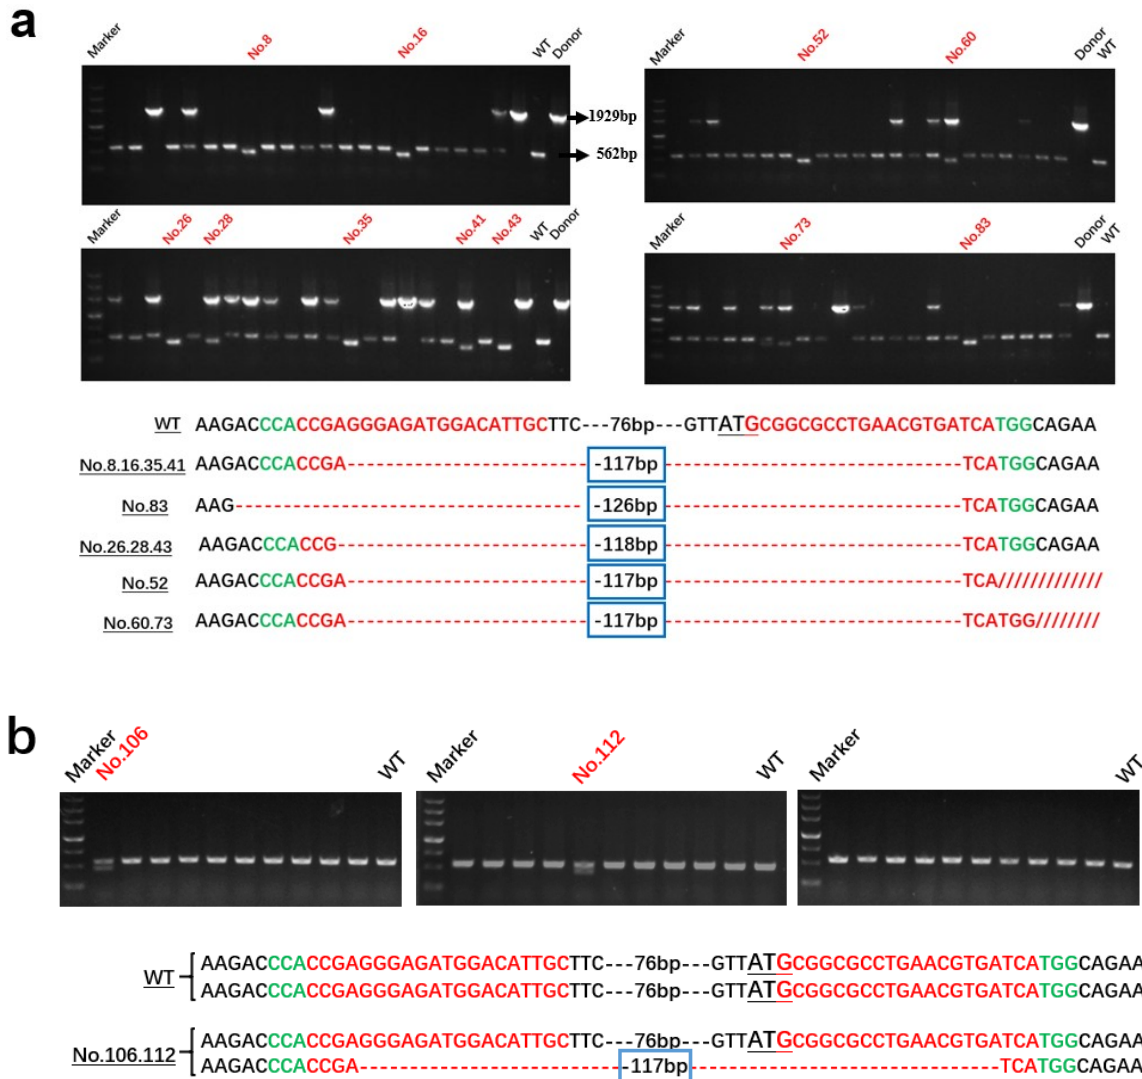 a
Marker No.8 No.16 WT Donor
1929bp
562bp
Marker No.52 No.60 Donor WT
Marker No.26 No.28 No.35 No.41 No.43 WT Donor
Marker No.73 No.83 Donor WT
WT AAGACCCACCGAGGGAGATGGACATTGCTTC---76bp---GTTATGCGGCGCCTGAACGTGATCATGGCAGAA
No.8.16.35.41 AAGACCCACCGA--------------------------117bp--------------------------------TCATGGCAGAA
No.83 AAG--------------------------------------126bp--------------------------------TCATGGCAGAA
No.26.28.43 AAGACCCACCG---------------------------118bp--------------------------------TCATGGCAGAA
No.52 AAGACCCACCGA--------------------------117bp--------------------------------TCA/////////////
No.60.73 AAGACCCACCGA--------------------------117bp--------------------------------TCATGG////////
b
Marker No.106 WT
Marker No.112 WT
Marker WT
WT
AAGACCCACCGAGGGAGATGGACATTGCTTC---76bp---GTTATGCGGCGCCTGAACGTGATCATGGCAGAA
AAGACCCACCGAGGGAGATGGACATTGCTTC---76bp---GTTATGCGGCGCCTGAACGTGATCATGGCAGAA
No.106.112
AAGACCCACCGAGGGAGATGGACATTGCTTC---76bp---GTTATGCGGCGCCTGAACGTGATCATGGCAGAA
AAGACCCACCGA----------------------------117bp---------------------------------TCATGGCAGAA